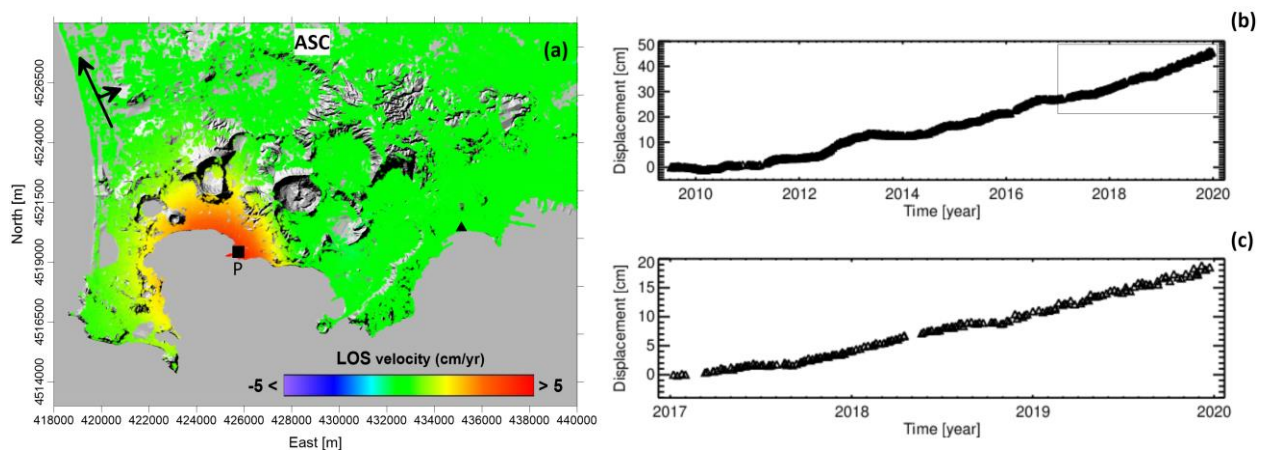 ASC
(a)
North [m]
4526500
4524000
4521500
4519000
4516500
4514000
P
LOS velocity (cm/yr)
-5 <
> 5
418000 420000 422000 424000 426000 428000 430000 432000 434000 436000 438000 440000
East [m]
(b)
Displacement [cm]
50
40
30
20
10
0
2010 2012 2014 2016 2018 2020
Time [year]
(c)
Displacement [cm]
20
15
10
5
0
2017 2018 2019 2020
Time [year]